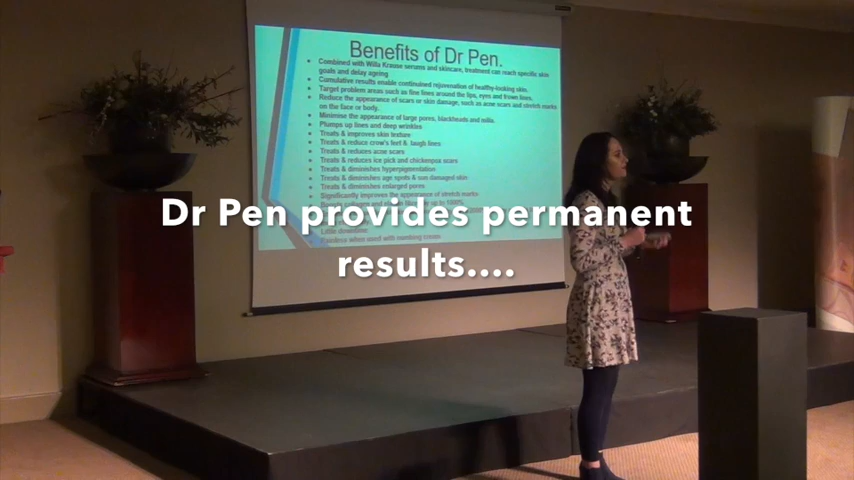 Benefits of Dr Pen.
Combined with Willa Krause serums and skincare, treatment can reach specific skin
goals and delay ageing
Cumulative results enable continuined rejuvenation of healthy-looking skin.
Target problem areas such as fine lines around the lips, eyes and frown lines,
Reduce the appearance of scars or skin damage, such as acne scars and stretch marks
on the face or body.
Minimise the appearance of large pores, blackheads and milia.
Plumps up lines and deep wrinkles
Treats & improves skin texture
Treats & reduce crow's feet & laugh lines
Treats & reduces acne scars
Treats & reduces ice pick and chickenpox scars
Treats & diminishes hyperpigmentation
Treats & diminishes age spots & sun damaged skin
Treats & diminishes enlarged pores
Significantly improves the appearance of stretch marks
Dr Pen provides permanent
results....
Little downtime
when used with numbing cream